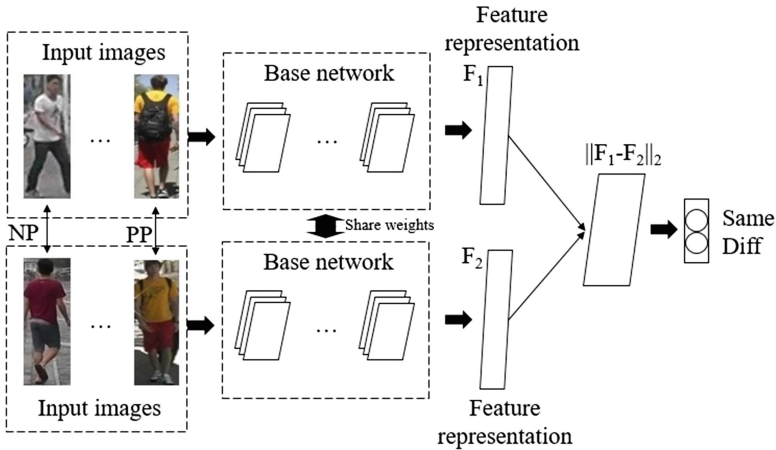 Feature
representation
Input images
Base network
F1
...
...
||F1-F2||2
NP
PP
Share weights
Same
Diff
Base network
F2
...
...
Input images
Feature
representation